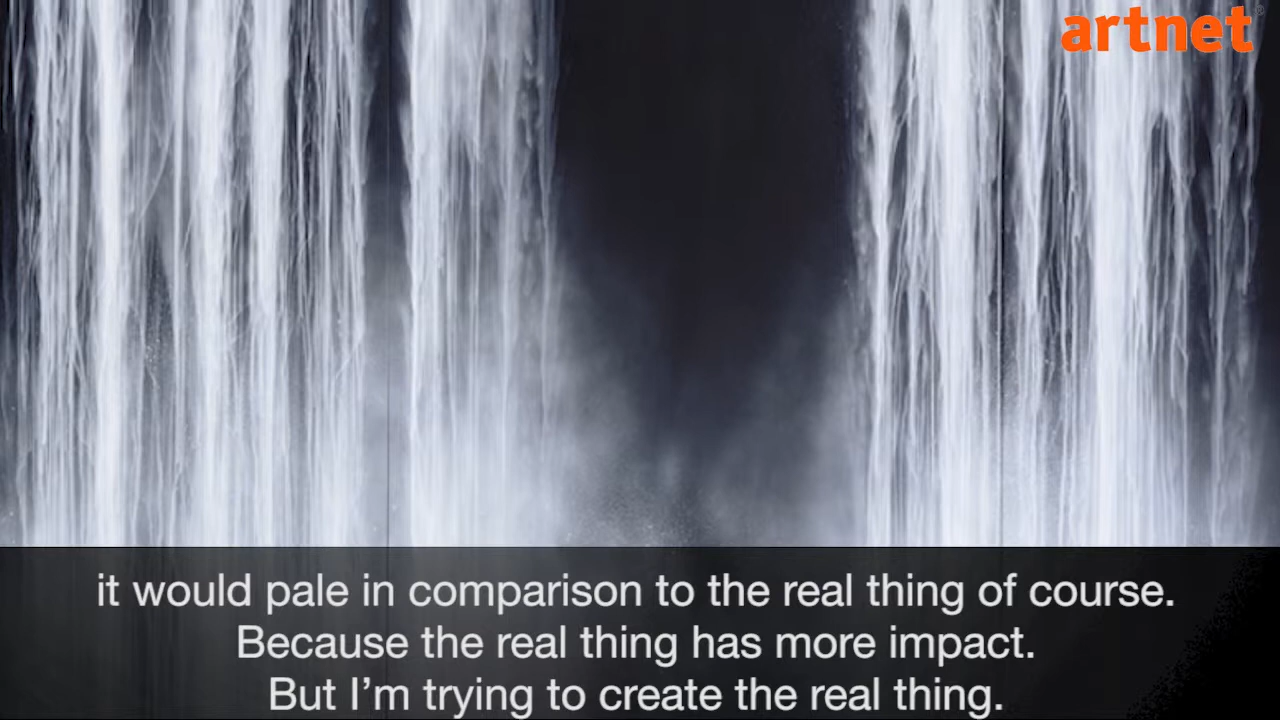 artnet
it would pale in comparison to the real thing of course.
Because the real thing has more impact.
But I’m trying to create the real thing.